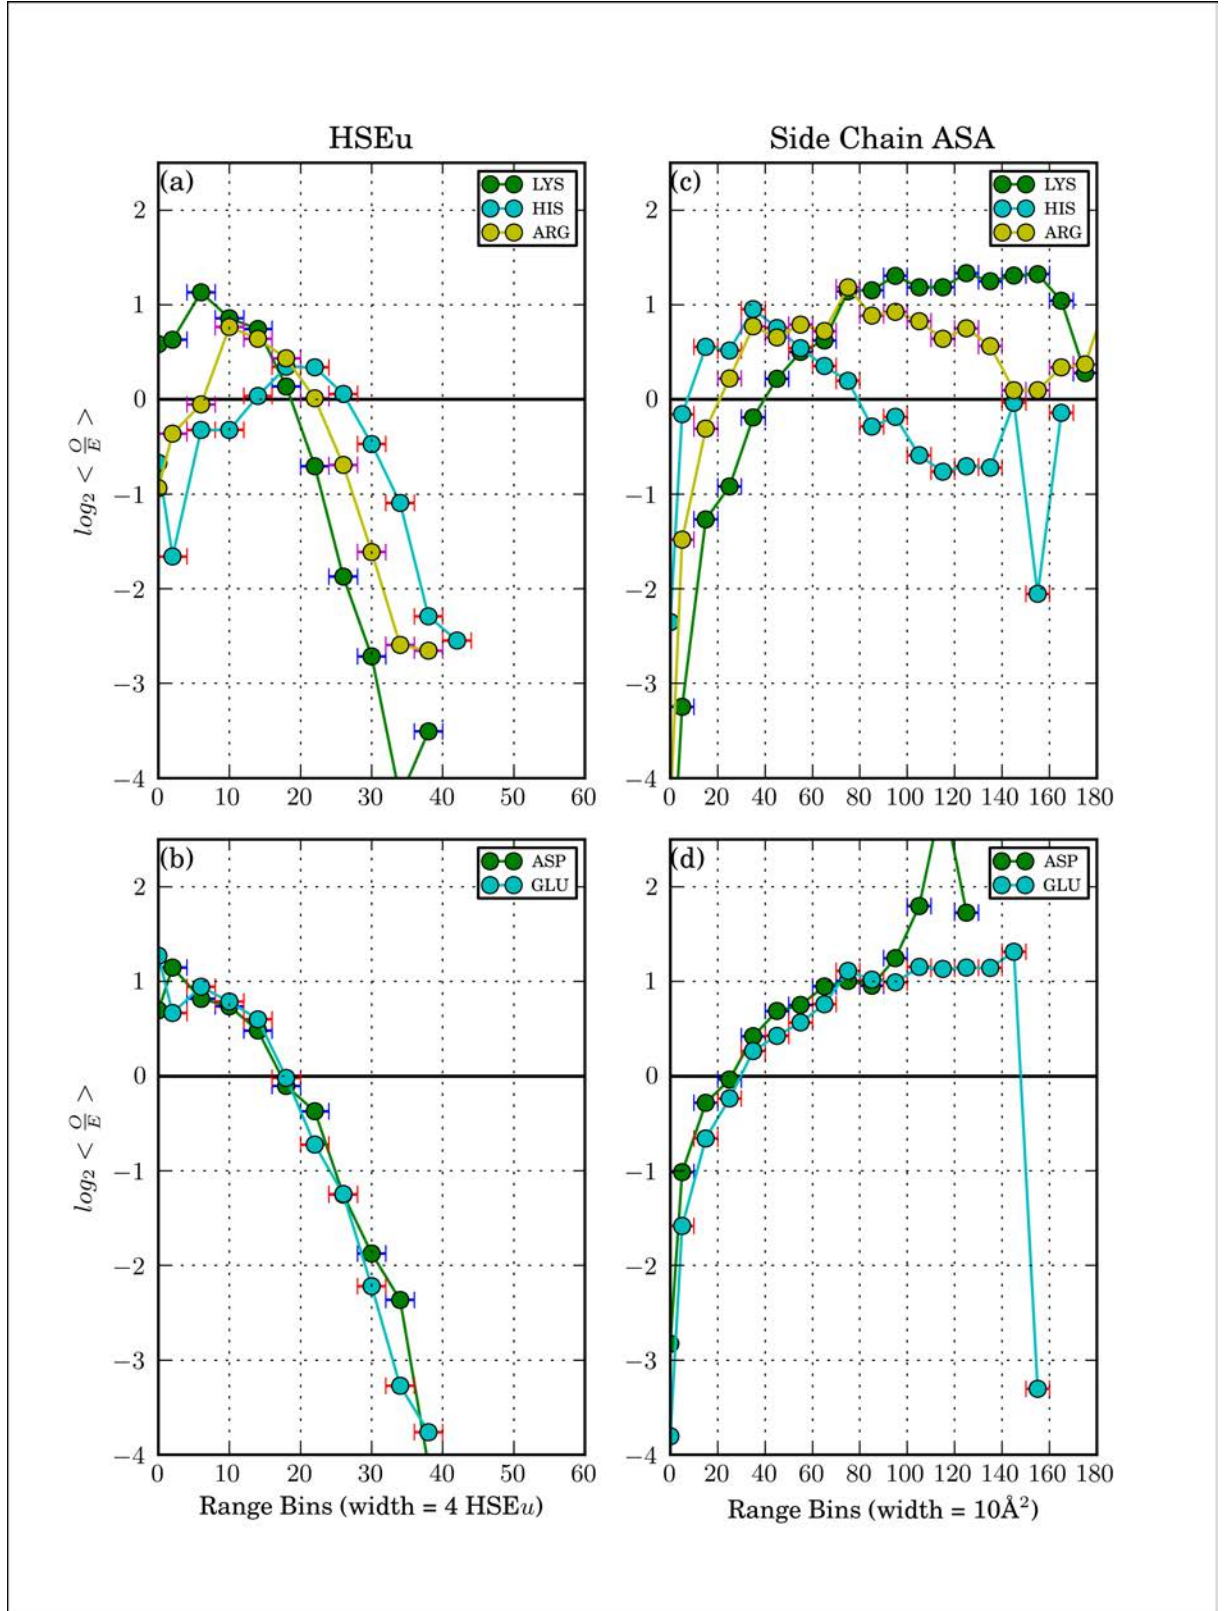 HSEu
Side Chain ASA
(a)
LYS
HIS
ARG
2
1
0
−1
−2
−3
−4
log₂ < O/E >
0 10 20 30 40 50 60
(c)
LYS
HIS
ARG
2
1
0
−1
−2
−3
−4
0 20 40 60 80 100 120 140 160 180
(b)
ASP
GLU
2
1
0
−1
−2
−3
−4
log₂ < O/E >
0 10 20 30 40 50 60
Range Bins (width = 4 HSEu)
(d)
ASP
GLU
2
1
0
−1
−2
−3
−4
0 20 40 60 80 100 120 140 160 180
Range Bins (width = 10Å²)